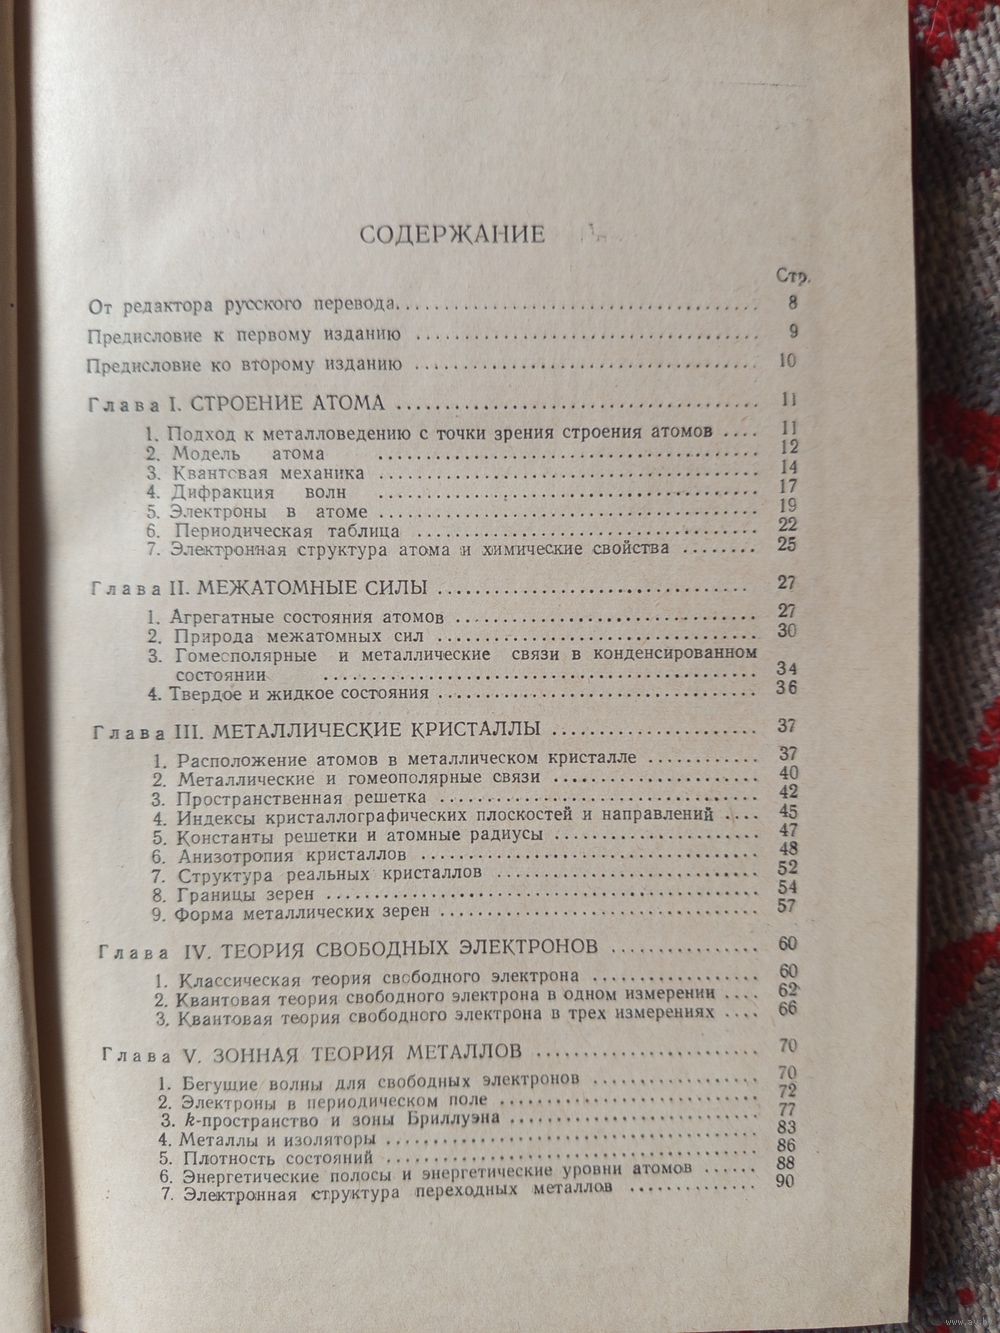 СОДЕРЖАНИЕ
Стр.
От редактора русского перевода. 8
Предисловие к первому изданию 9
Предисловие ко второму изданию 10
Глава I. СТРОЕНИЕ АТОМА 11
1. Подход к металловедению с точки зрения строения атомов 11
2. Модель атома 12
3. Квантовая механика 14
4. Дифракция волн 17
5. Электроны в атоме 19
6. Периодическая таблица 22
7. Электронная структура атома и химические свойства 25
Глава II. МЕЖАТОМНЫЕ СИЛЫ 27
1. Агрегатные состояния атомов 27
2. Природа межатомных сил 30
3. Гомеополярные и металлические связи в конденсированном
состоянии 34
4. Твердое и жидкое состояния 36
Глава III. МЕТАЛЛИЧЕСКИЕ КРИСТАЛЛЫ 37
1. Расположение атомов в металлическом кристалле 37
2. Металлические и гомеополярные связи 40
3. Пространственная решетка 42
4. Индексы кристаллографических плоскостей и направлений 45
5. Константы решетки и атомные радиусы 47
6. Анизотропия кристаллов 48
7. Структура реальных кристаллов 52
8. Границы зерен 54
9. Форма металлических зерен 57
Глава IV. ТЕОРИЯ СВОБОДНЫХ ЭЛЕКТРОНОВ 60
1. Классическая теория свободного электрона 60
2. Квантовая теория свободного электрона в одном измерении 62
3. Квантовая теория свободного электрона в трех измерениях 66
Глава V. ЗОННАЯ ТЕОРИЯ МЕТАЛЛОВ 70
1. Бегущие волны для свободных электронов 70
2. Электроны в периодическом поле 72
3. k-пространство и зоны Бриллуэна 77
4. Металлы и изоляторы 83
5. Плотность состояний 86
6. Энергетические полосы и энергетические уровни атомов 88
7. Электронная структура переходных металлов 90